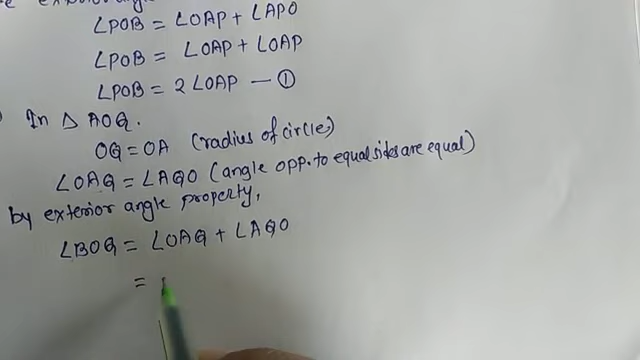 ∠POB = ∠OAP + ∠APO
∠POB = ∠OAP + ∠OAP
∠POB = 2 ∠OAP — ①
In △ AOQ.
OQ = OA (radius of circle)
∠OAQ = ∠AQO (angle opp. to equal sides are equal)
by exterior angle property,
∠BOQ = ∠OAQ + ∠AQO
=